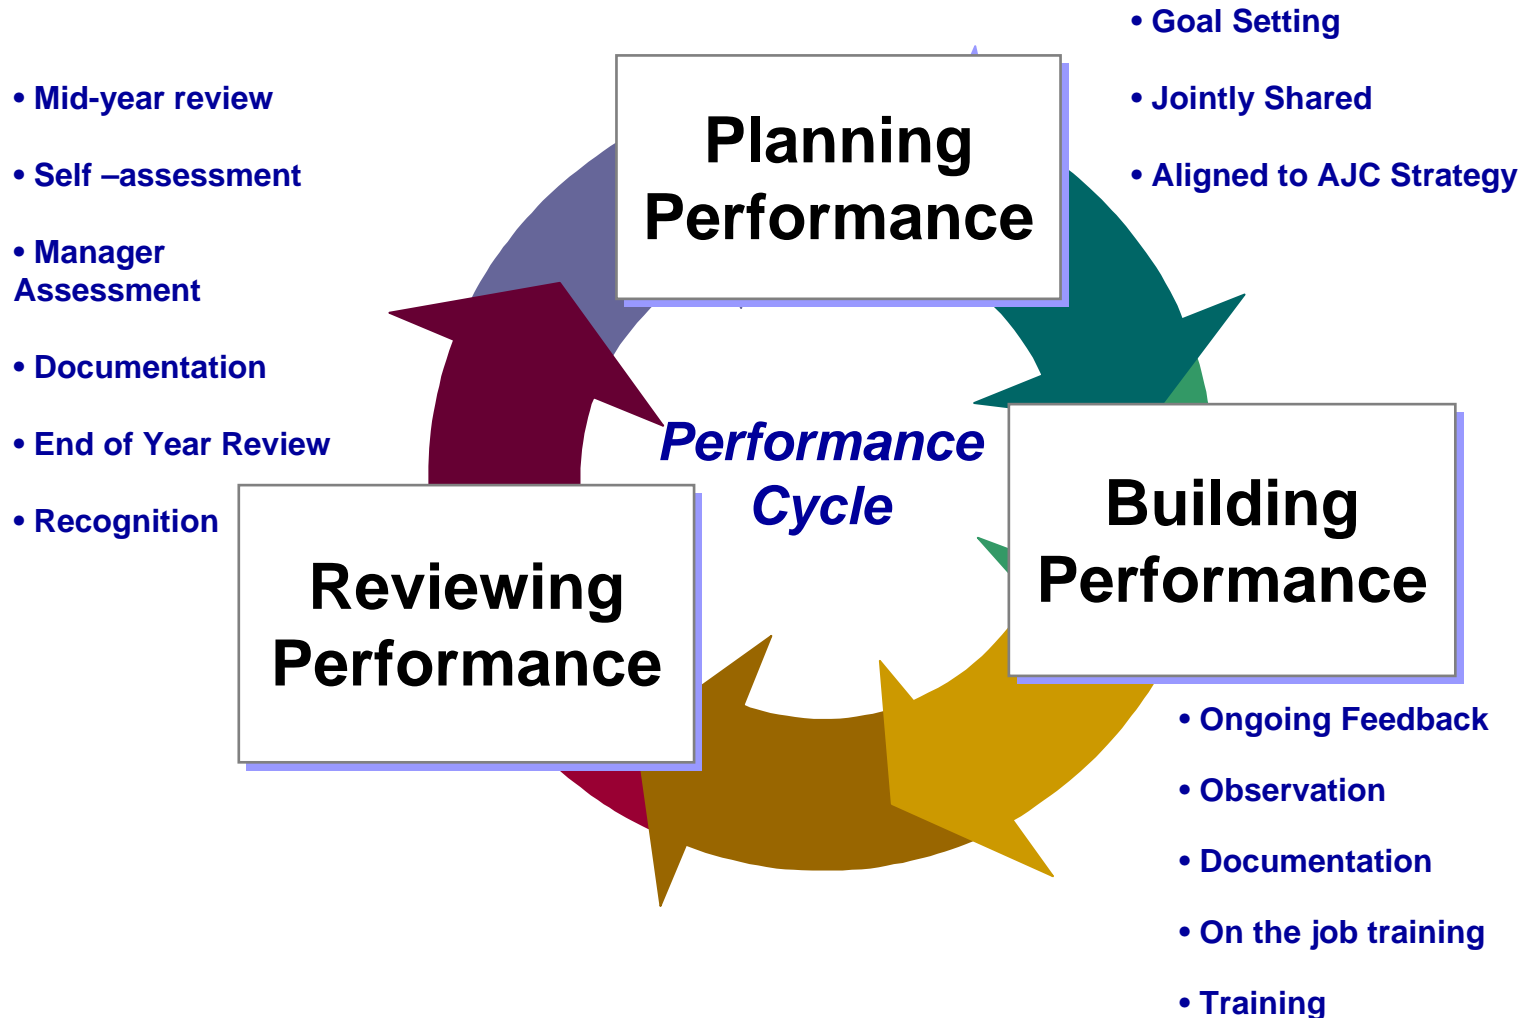 • Goal Setting
• Jointly Shared
• Aligned to AJC Strategy
Planning
Performance
• Mid-year review
• Self –assessment
• Manager
Assessment
• Documentation
• End of Year Review
• Recognition
Performance
Cycle
Building
Performance
Reviewing
Performance
• Ongoing Feedback
• Observation
• Documentation
• On the job training
• Training